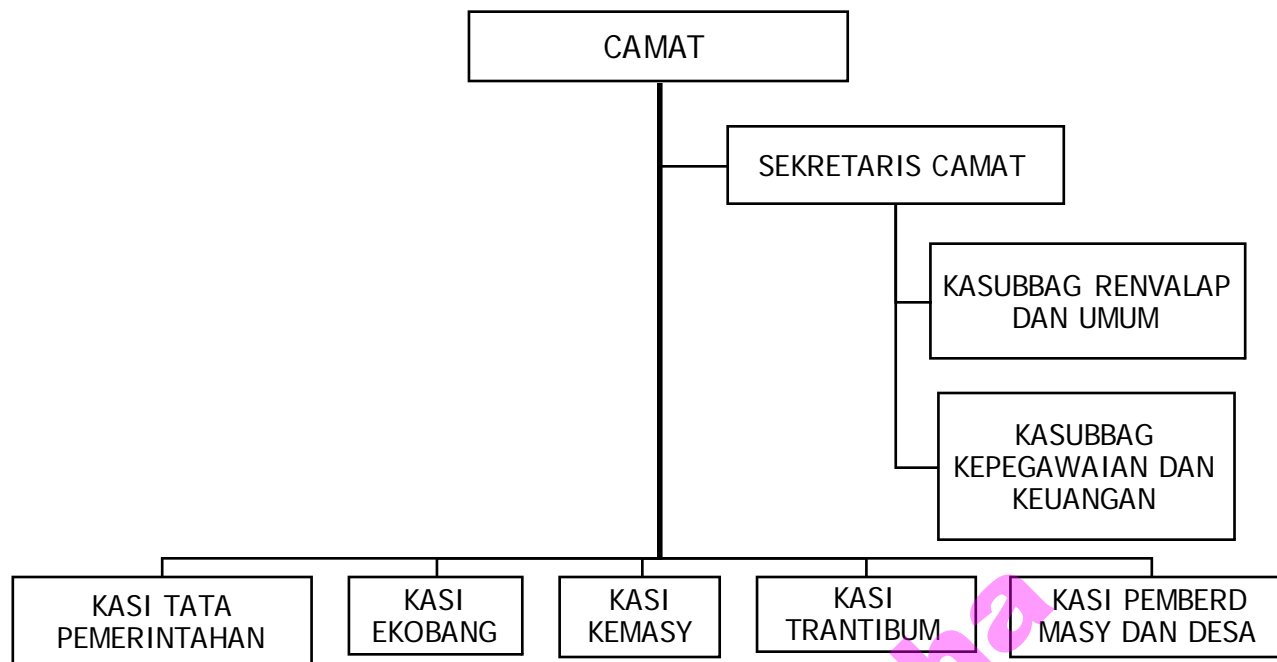 CAMAT
SEKRETARIS CAMAT
KASUBBAG RENVALAP
DAN UMUM
KASUBBAG
KEPEGAWAIAN DAN
KEUANGAN
KASI TATA
PEMERINTAHAN
KASI
EKOBANG
KASI
KEMASY
KASI
TRANTIBUM
KASI PEMBERD
MASY DAN DESA